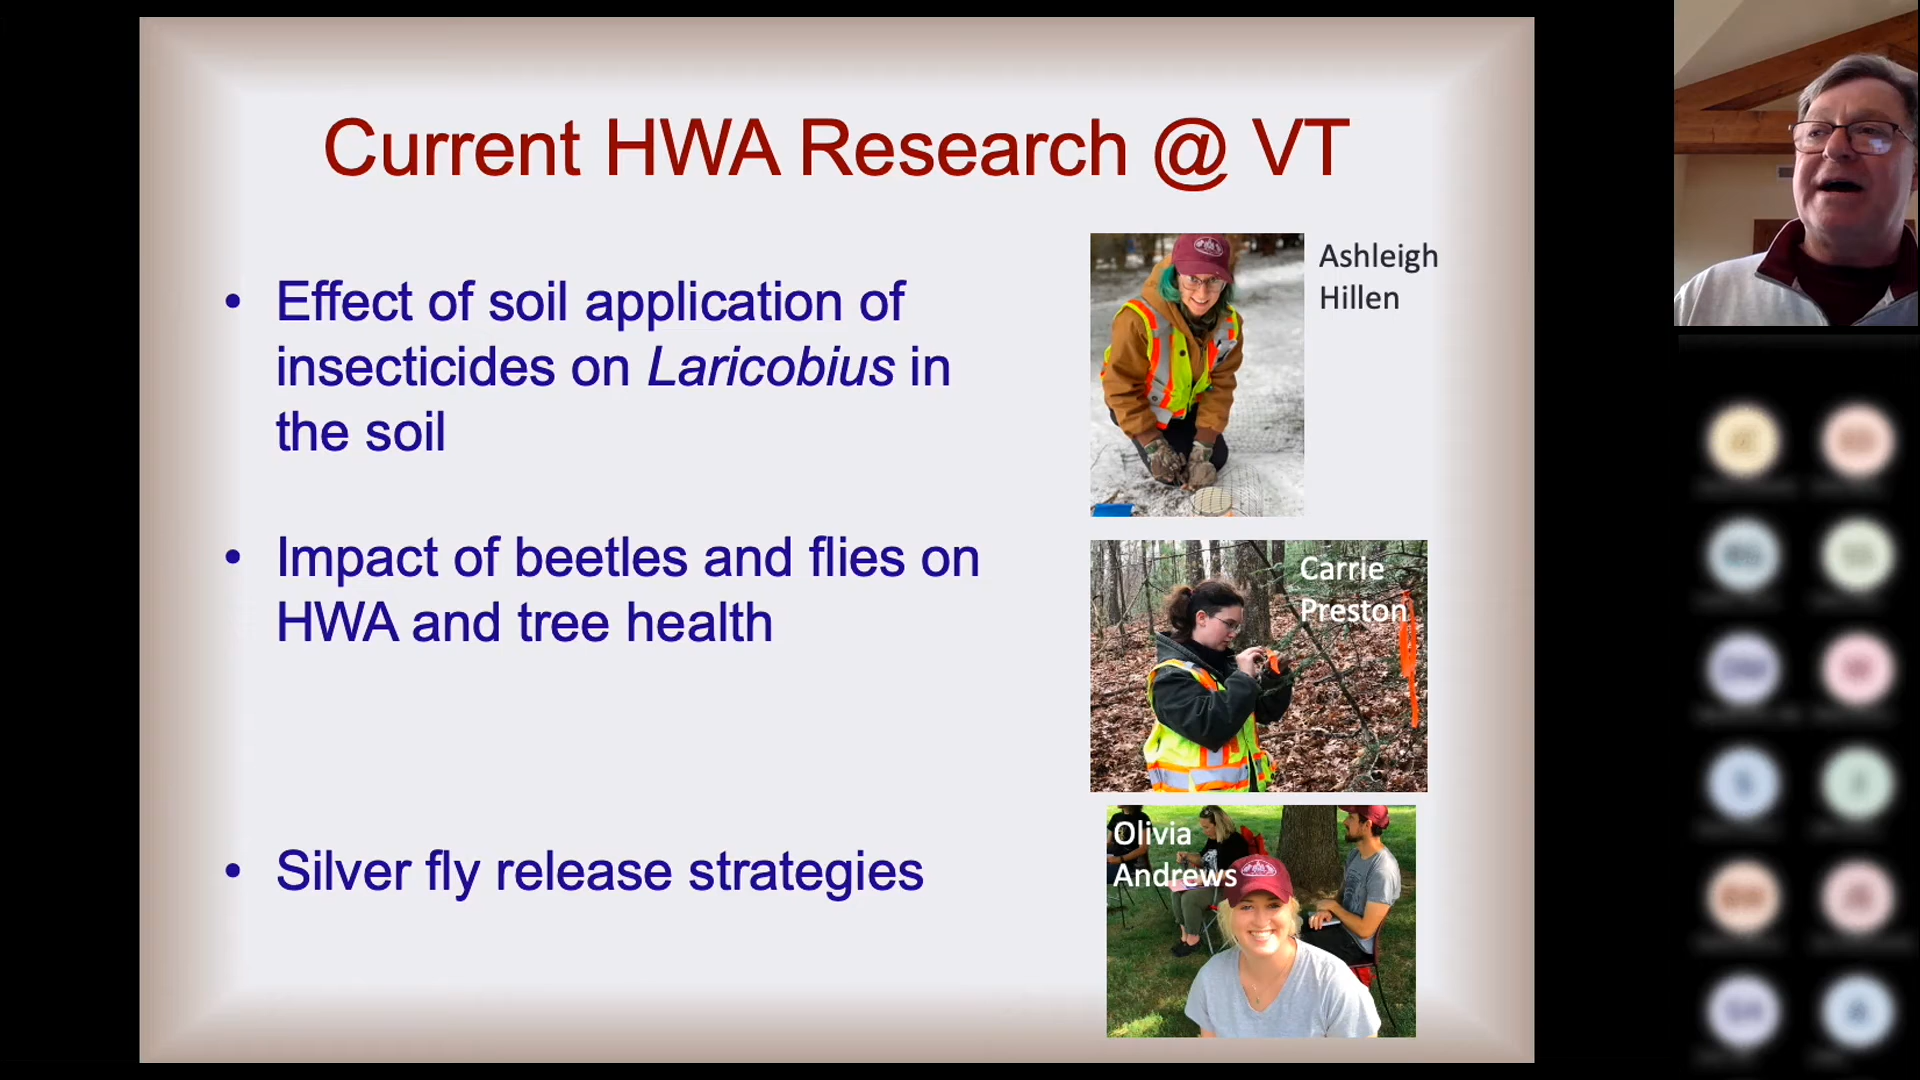 Current HWA Research @ VT
• Effect of soil application of
insecticides on Laricobius in
the soil
• Impact of beetles and flies on
HWA and tree health
• Silver fly release strategies
Ashleigh
Hillen
Carrie
Preston
Olivia
Andrews